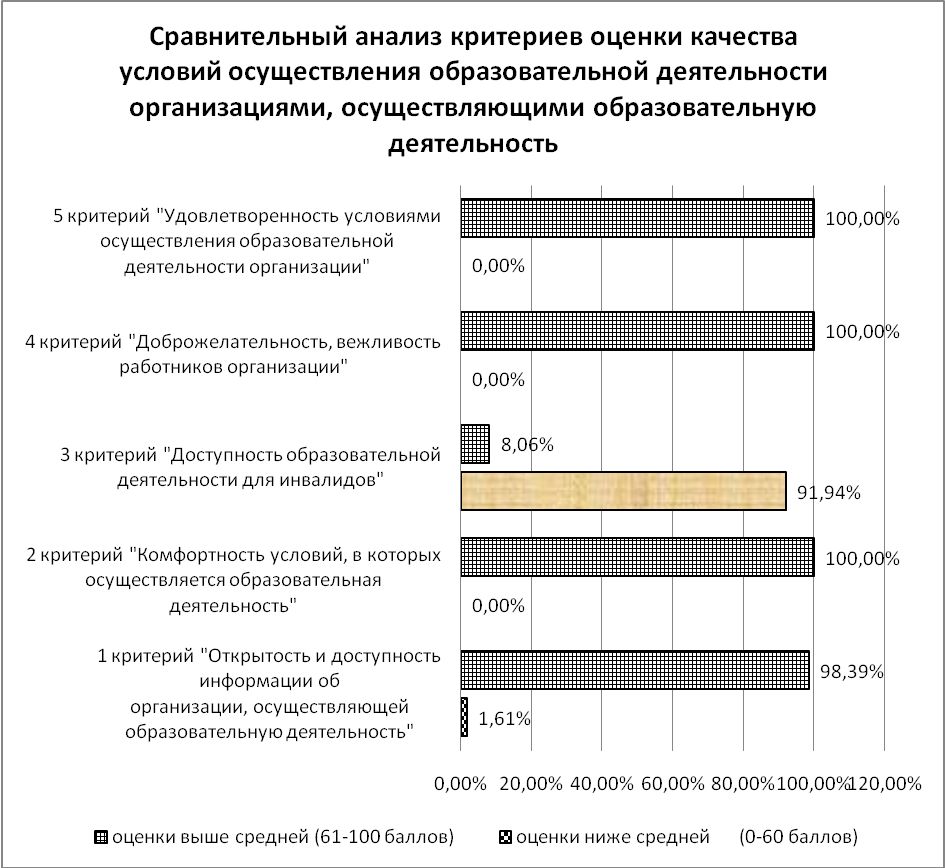 Сравнительный анализ критериев оценки качества
условий осуществления образовательной деятельности
организациями, осуществляющими образовательную
деятельность
5 критерий "Удовлетворенность условиями
осуществления образовательной
деятельности организации"
100,00%
0,00%
4 критерий "Доброжелательность, вежливость
работников организации"
100,00%
0,00%
3 критерий "Доступность образовательной
деятельности для инвалидов"
8,06%
91,94%
2 критерий "Комфортность условий, в которых
осуществляется образовательная
деятельность"
100,00%
0,00%
1 критерий "Открытость и доступность
информации об
организации, осуществляющей
образовательную деятельность"
98,39%
1,61%
0,00% 20,00% 40,00% 60,00% 80,00% 100,00% 120,00%
оценки выше средней (61-100 баллов) оценки ниже средней (0-60 баллов)